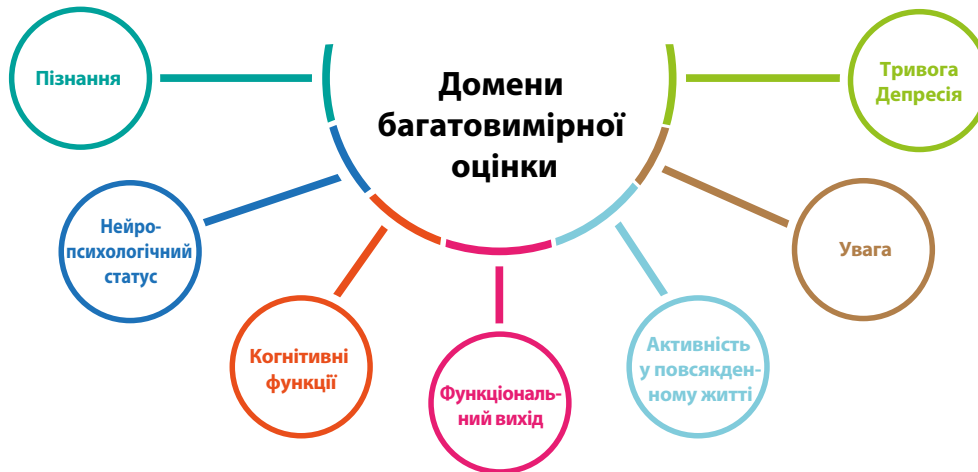 Домени
багатовимірної
оцінки
Пізнання
Нейро-
психологічний
статус
Когнітивні
функції
Функціональ-
ний вихід
Активність
у повсякден-
ному житті
Увага
Тривога
Депресія